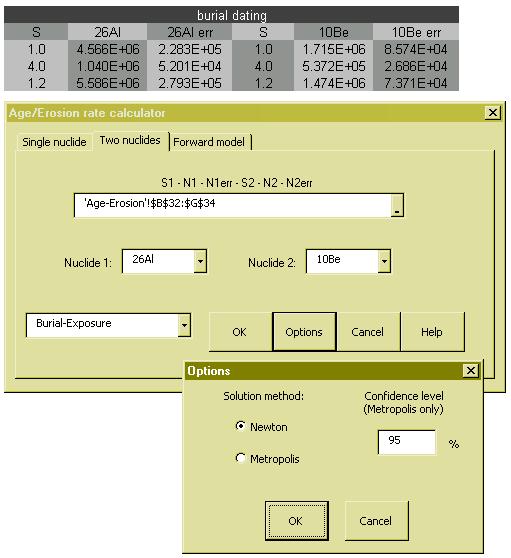 burial dating
S 26Al 26Al err S 10Be 10Be err
1.0 4.566E+06 2.283E+05 1.0 1.715E+06 8.574E+04
4.0 1.040E+06 5.201E+04 4.0 5.372E+05 2.686E+04
1.2 5.586E+06 2.793E+05 1.2 1.474E+06 7.371E+04
Age/Erosion rate calculator
Single nuclide Two nuclides Forward model
S1 - N1 - N1err - S2 - N2 - N2err
'Age-Erosion'!$B$32:$G$34
Nuclide 1: 26Al Nuclide 2: 10Be
Burial-Exposure OK Options Cancel Help
Options
Solution method: Confidence level
(Metropolis only)
Newton
95 %
Metropolis
OK Cancel